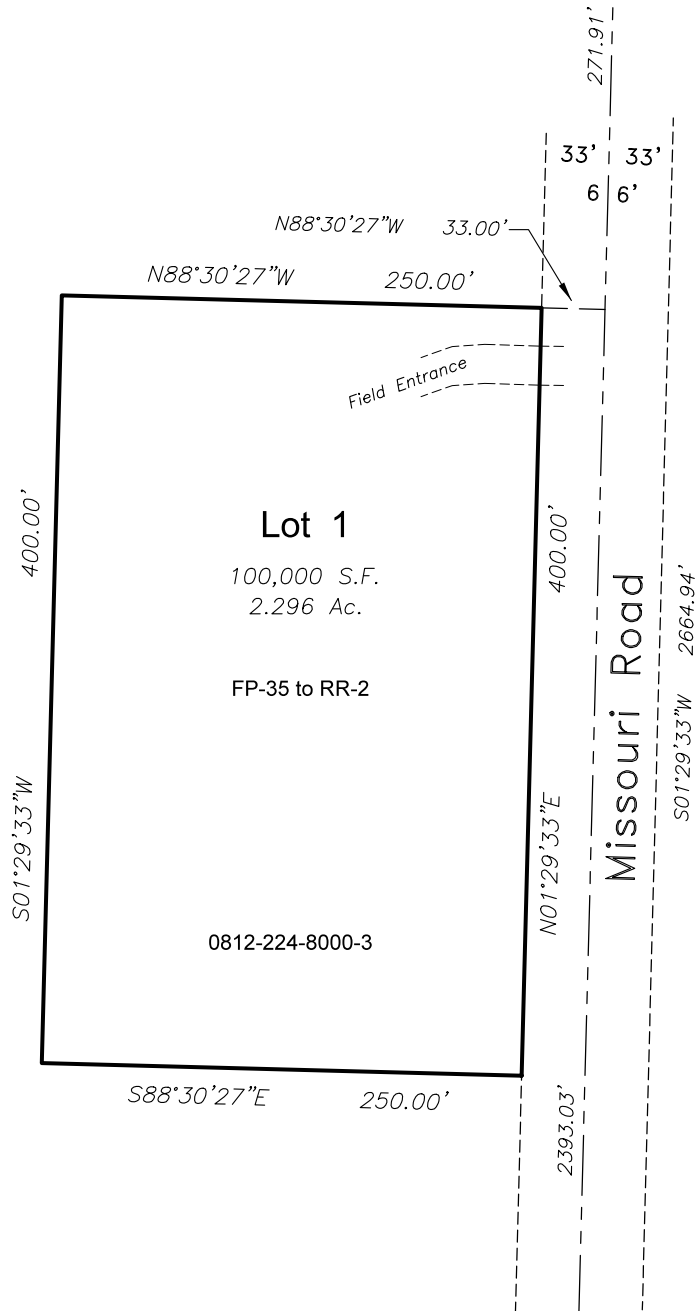 271.91'
33' 33'
6 6'
N88°30'27"W 33.00'
N88°30'27"W 250.00'
Field Entrance
400.00'
Lot 1
100,000 S.F.
2.296 Ac.
400.00'
FP-35 to RR-2
Missouri Road
S01°29'33"W 2664.94'
S01°29'33"W
N01°29'33"E
0812-224-8000-3
S88°30'27"E 250.00'
2393.03'